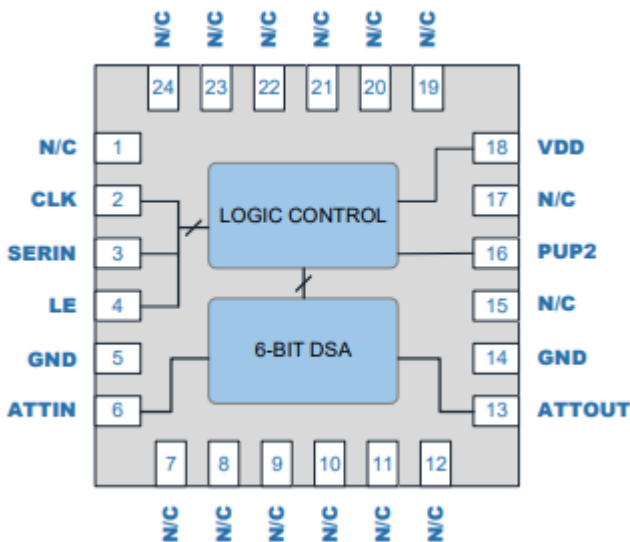 N/C N/C N/C N/C N/C N/C
24 23 22 21 20 19
N/C 1 18 VDD
CLK 2 LOGIC CONTROL 17 N/C
SERIN 3 16 PUP2
LE 4 15 N/C
GND 5 6-BIT DSA 14 GND
ATTIN 6 13 ATTOUT
7 8 9 10 11 12
N/C N/C N/C N/C N/C N/C